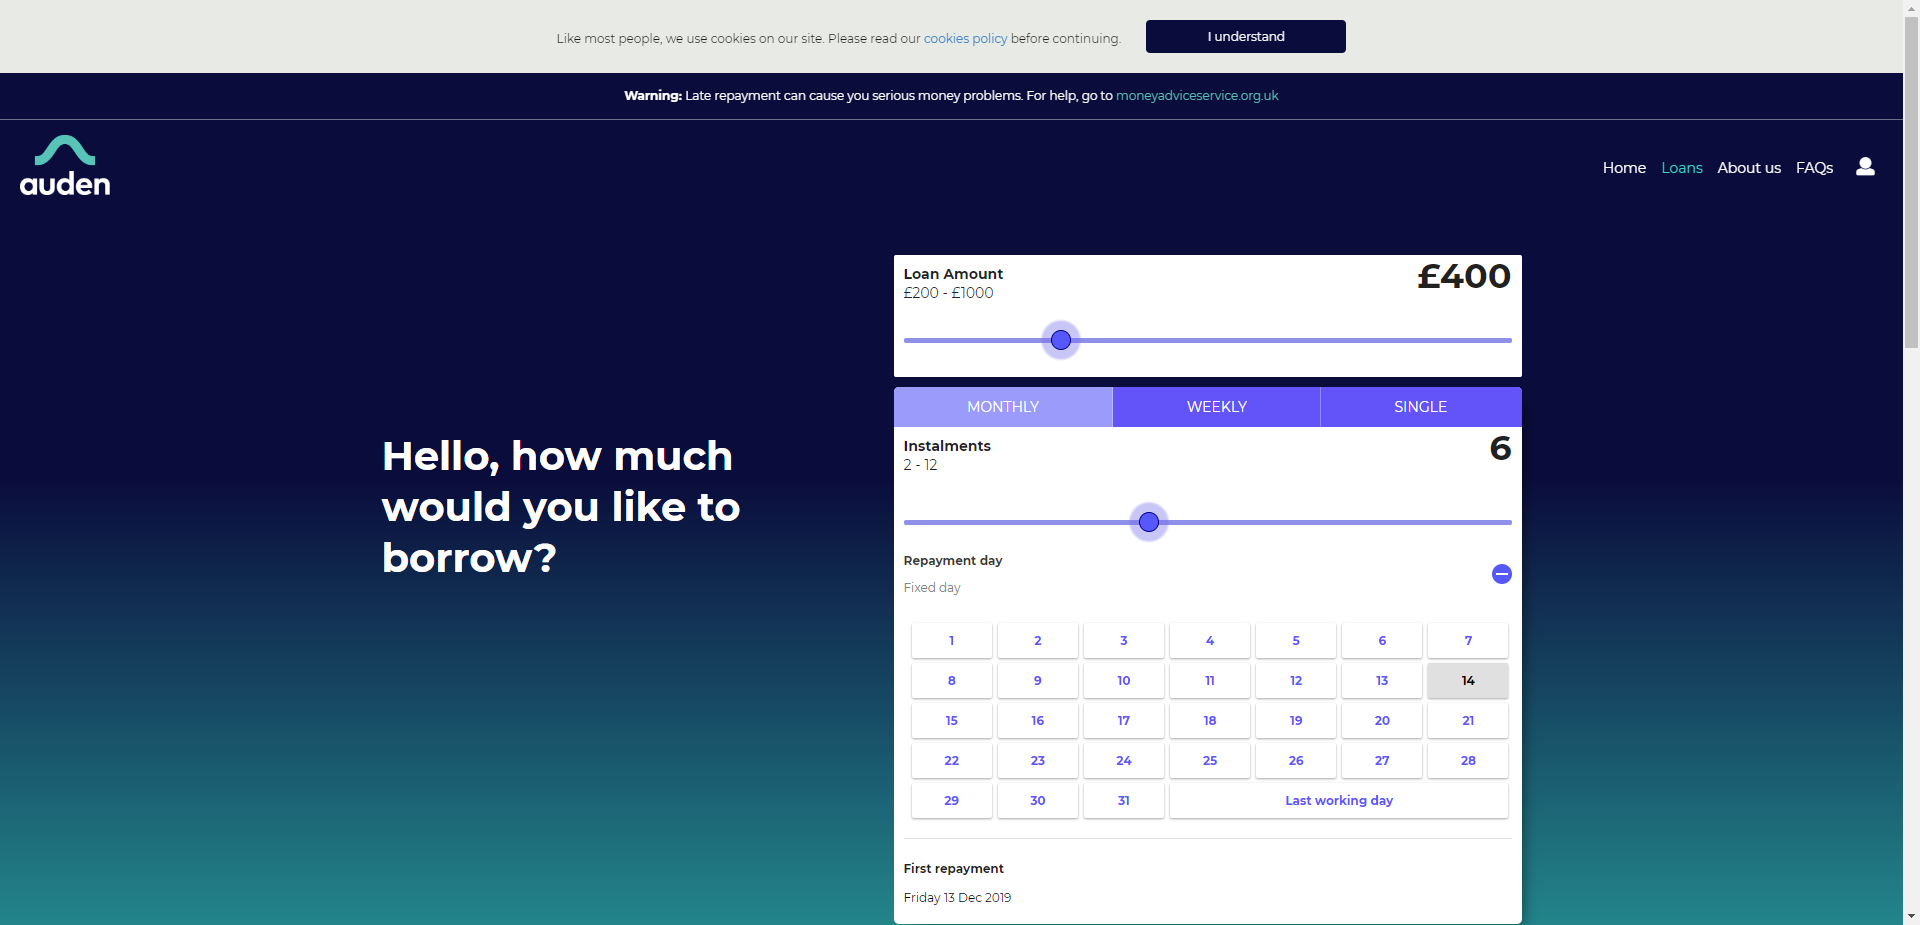 Like most people, we use cookies on our site. Please read our cookies policy before continuing.
I understand
Warning: Late repayment can cause you serious money problems. For help, go to moneyadviceservice.org.uk
auden
Home Loans About us FAQs
Loan Amount
£400
£200 - £1000
MONTHLY WEEKLY SINGLE
Hello, how much
would you like to
borrow?
Instalments
6
2 - 12
Repayment day
Fixed day
1 2 3 4 5 6 7
8 9 10 11 12 13 14
15 16 17 18 19 20 21
22 23 24 25 26 27 28
29 30 31 Last working day
First repayment
Friday 13 Dec 2019